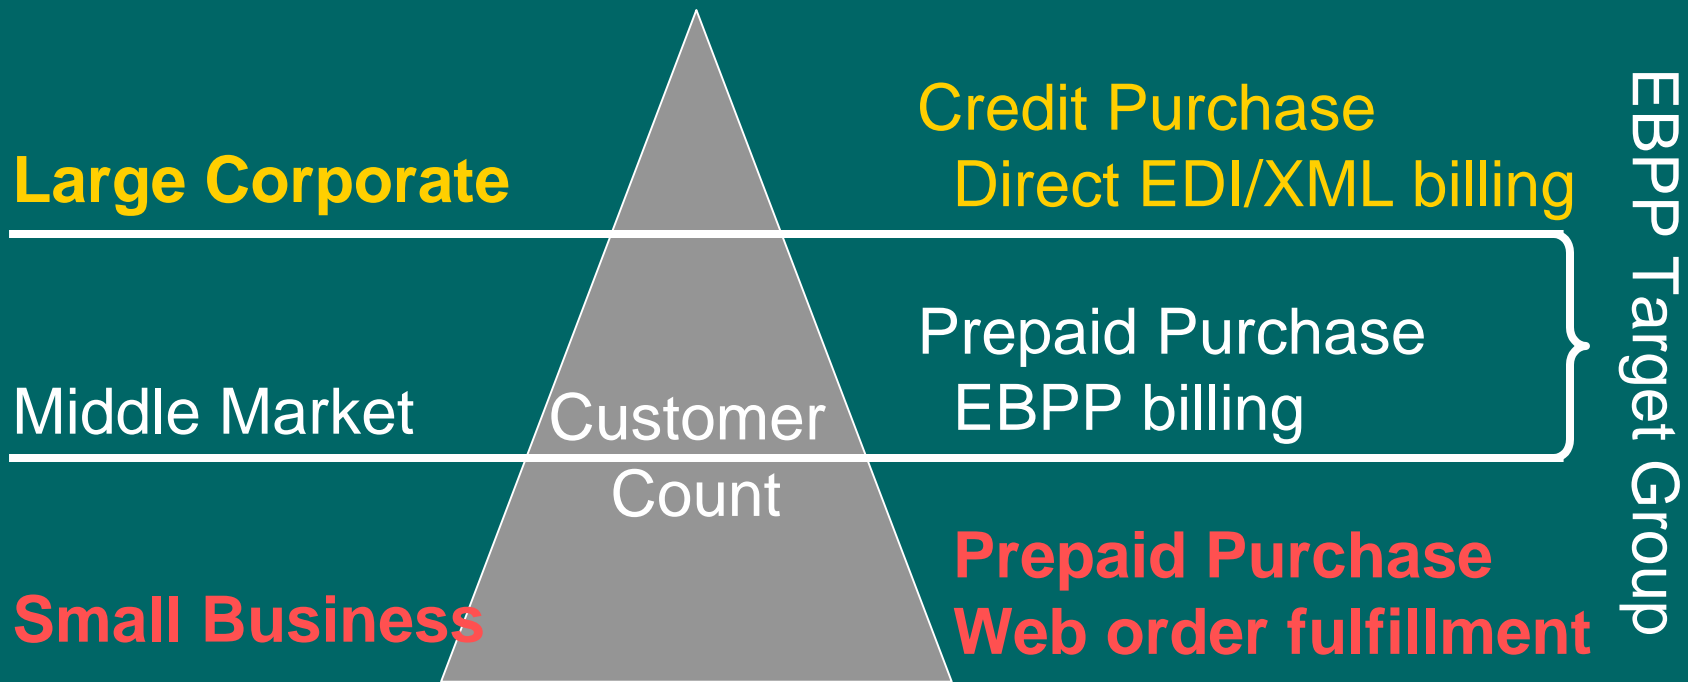 Large Corporate
Credit Purchase
Direct EDI/XML billing
Middle Market
Customer
Count
Prepaid Purchase
EBPP billing
Small Business
Prepaid Purchase
Web order fulfillment
EBPP Target Group